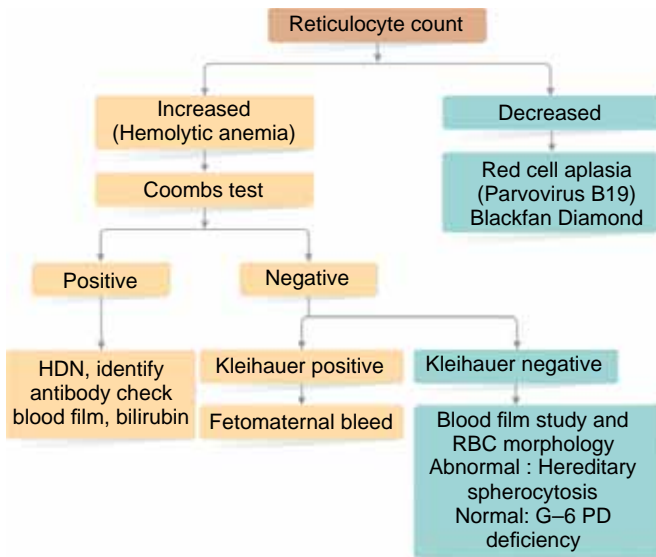 Reticulocyte count
Increased
(Hemolytic anemia)
Decreased
Coombs test
Red cell aplasia
(Parvovirus B19)
Blackfan Diamond
Positive
Negative
HDN, identify
antibody check
blood film, bilirubin
Kleihauer positive
Kleihauer negative
Fetomaternal bleed
Blood film study and
RBC morphology
Abnormal : Hereditary
spherocytosis
Normal: G–6 PD
deficiency